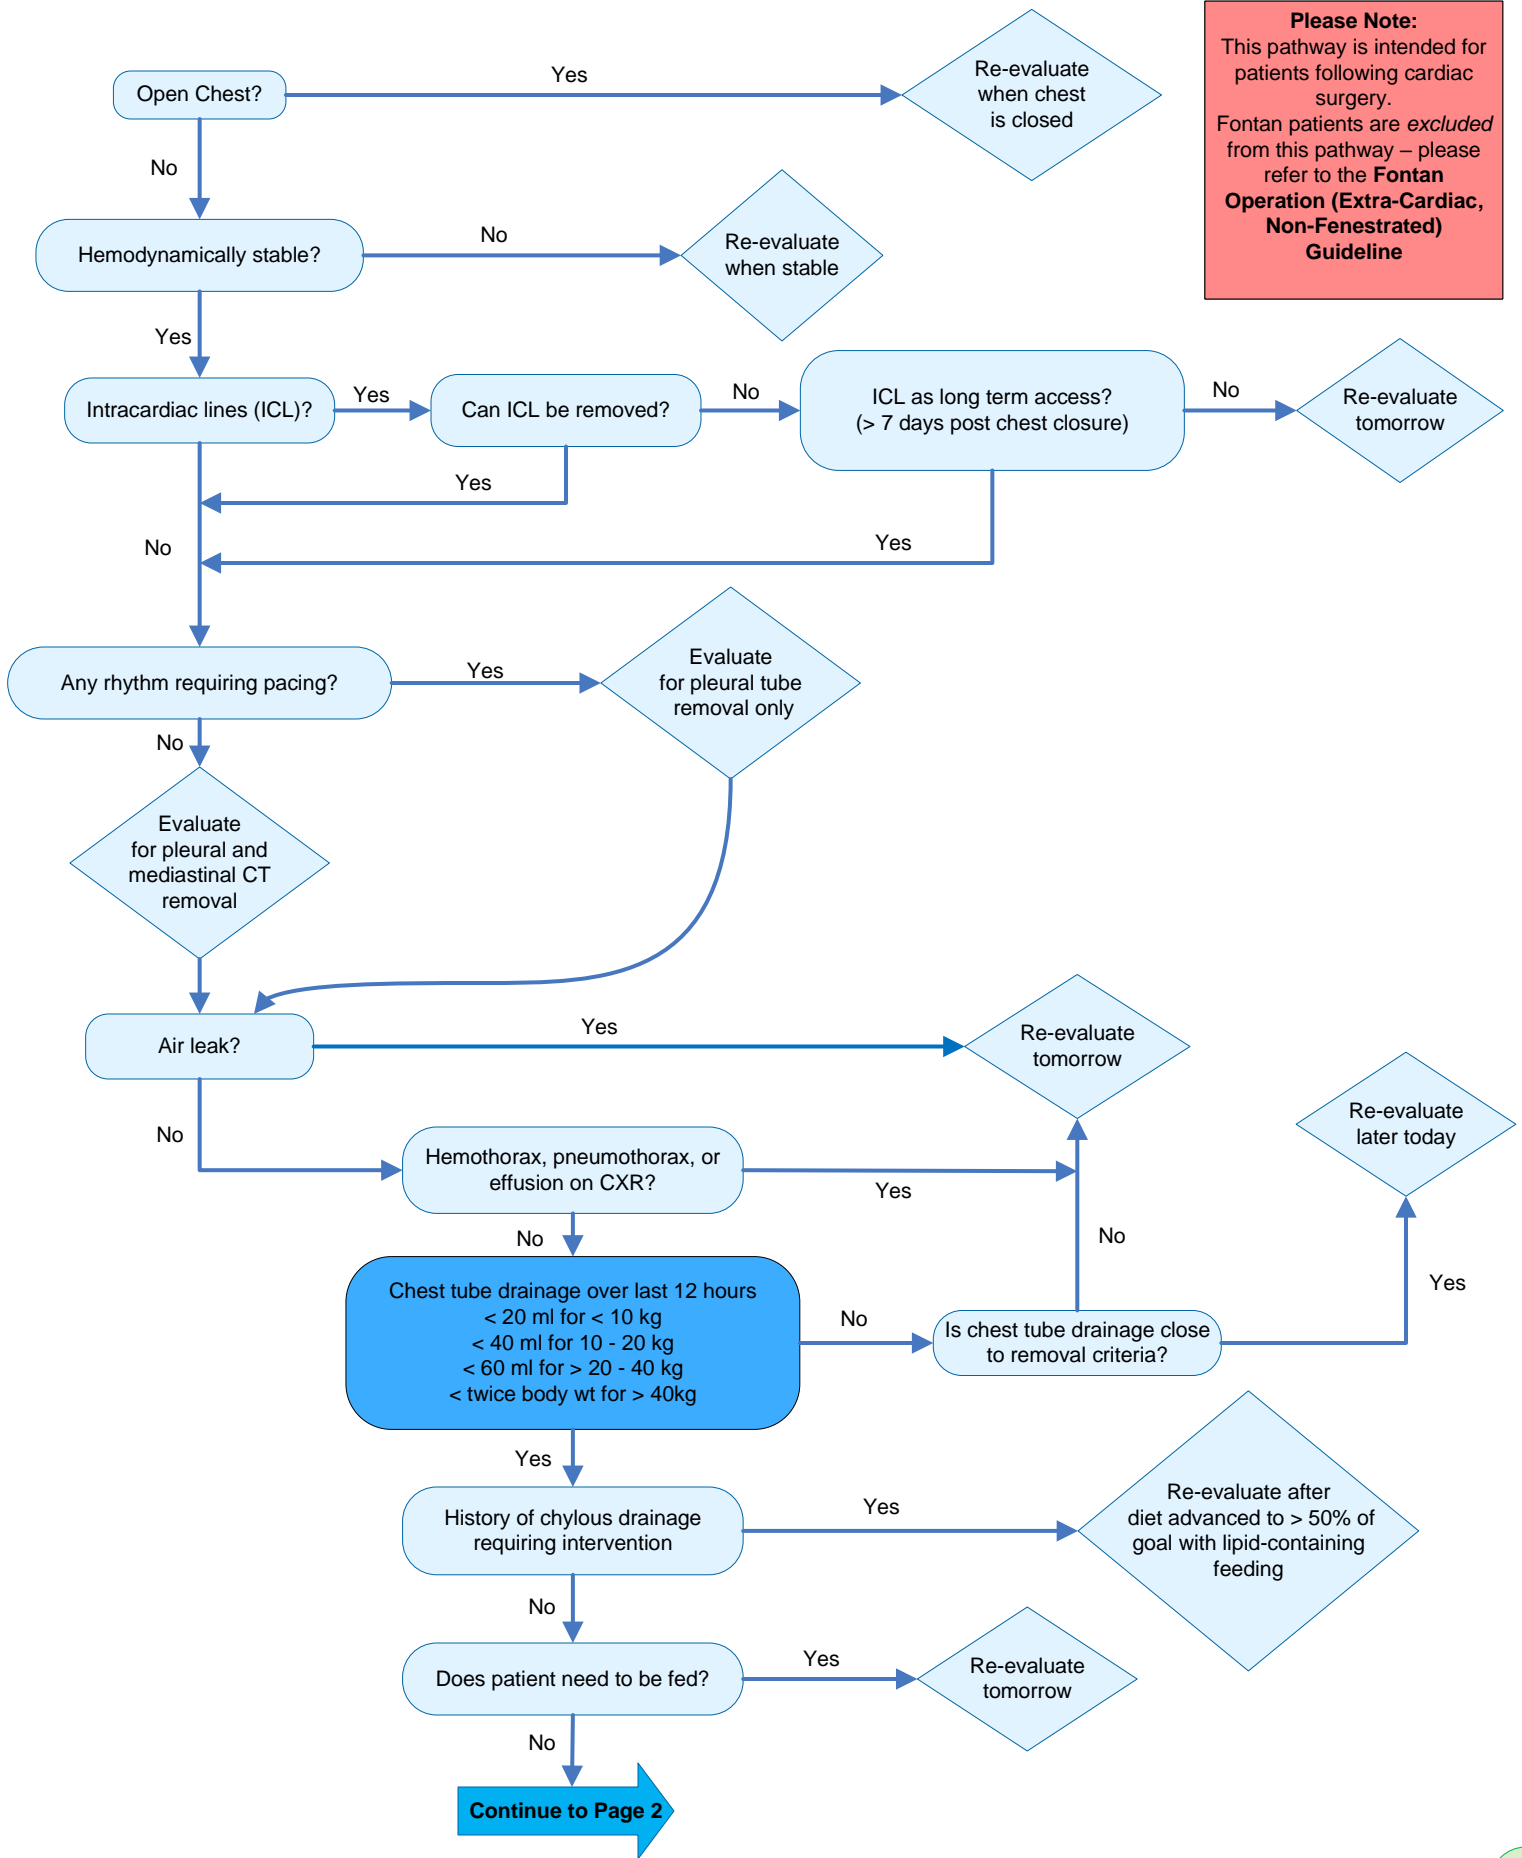 Please Note:
This pathway is intended for
patients following cardiac
surgery.
Fontan patients are excluded
from this pathway – please
refer to the Fontan
Operation (Extra-Cardiac,
Non-Fenestrated)
Guideline
Open Chest?
Yes
Re-evaluate
when chest
is closed
No
Hemodynamically stable?
No
Re-evaluate
when stable
Yes
Intracardiac lines (ICL)?
Yes
Can ICL be removed?
No
ICL as long term access?
(> 7 days post chest closure)
No
Re-evaluate
tomorrow
Yes
Yes
No
Any rhythm requiring pacing?
Yes
Evaluate
for pleural tube
removal only
No
Evaluate
for pleural and
mediastinal CT
removal
Air leak?
Yes
Re-evaluate
tomorrow
No
Hemothorax, pneumothorax, or
effusion on CXR?
Yes
Re-evaluate
later today
No
Chest tube drainage over last 12 hours
< 20 ml for < 10 kg
< 40 ml for 10 - 20 kg
< 60 ml for > 20 - 40 kg
< twice body wt for > 40kg
No
Is chest tube drainage close
to removal criteria?
No
Yes
Yes
History of chylous drainage
requiring intervention
Yes
Re-evaluate after
diet advanced to > 50% of
goal with lipid-containing
feeding
No
Does patient need to be fed?
Yes
Re-evaluate
tomorrow
No
Continue to Page 2